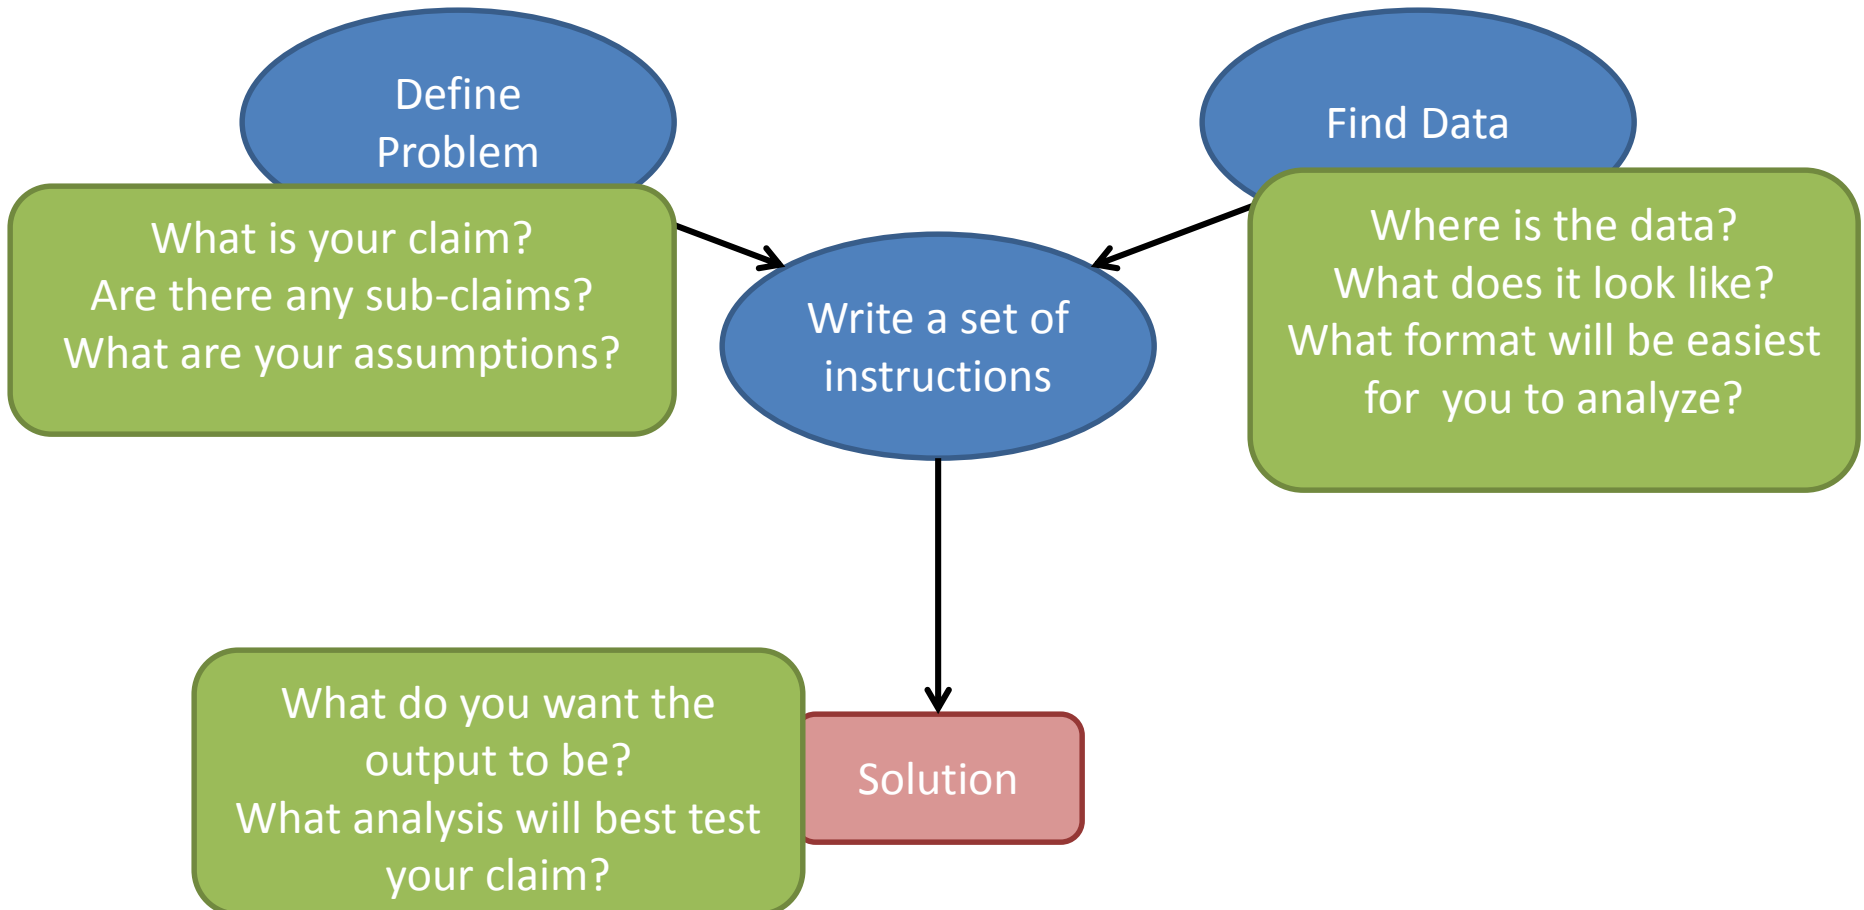 Define
Problem
What is your claim?
Are there any sub-claims?
What are your assumptions?
Find Data
Where is the data?
What does it look like?
What format will be easiest
for  you to analyze?
Write a set of
instructions
What do you want the
output to be?
What analysis will best test
your claim?
Solution